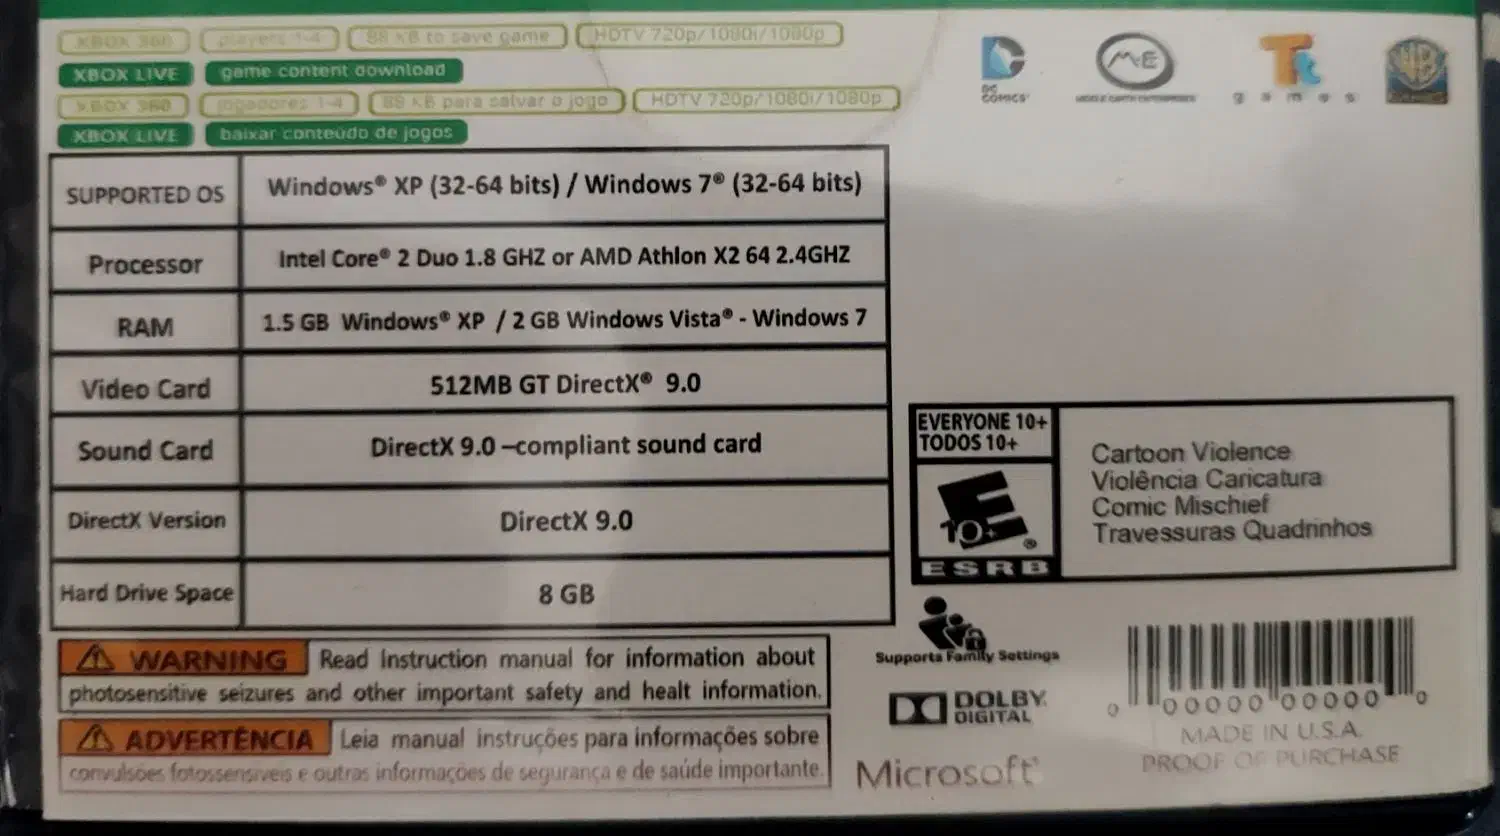 XBOX 360 players 1-4 88 KB to save game HDTV 720p/1080i/1080p
XBOX LIVE game content download
XBOX 360 jogadores 1-4 88 KB para salvar o jogo HDTV 720p/1080i/1080p
XBOX LIVE baixar conteúdo de jogos
DC COMICS
M·E
TT games
WB
SUPPORTED OS Windows® XP (32-64 bits) / Windows 7® (32-64 bits)
Processor Intel Core® 2 Duo 1.8 GHZ or AMD Athlon X2 64 2.4GHZ
RAM 1.5 GB Windows® XP / 2 GB Windows Vista® - Windows 7
Video Card 512MB GT DirectX® 9.0
Sound Card DirectX 9.0 –compliant sound card
DirectX Version DirectX 9.0
Hard Drive Space 8 GB
WARNING Read Instruction manual for information about
photosensitive seizures and other important safety and healt information.
ADVERTÊNCIA Leia manual instruções para informações sobre
convulsões fotossensiveis e outras informações de segurança e de saúde importante.
EVERYONE 10+
TODOS 10+
E 10+ ®
ESRB
Cartoon Violence
Violência Caricatura
Comic Mischief
Travessuras Quadrinhos
Supports Family Settings
DOLBY
DIGITAL
Microsoft®
0 00000 00000 0
MADE IN U.S.A.
PROOF OF PURCHASE